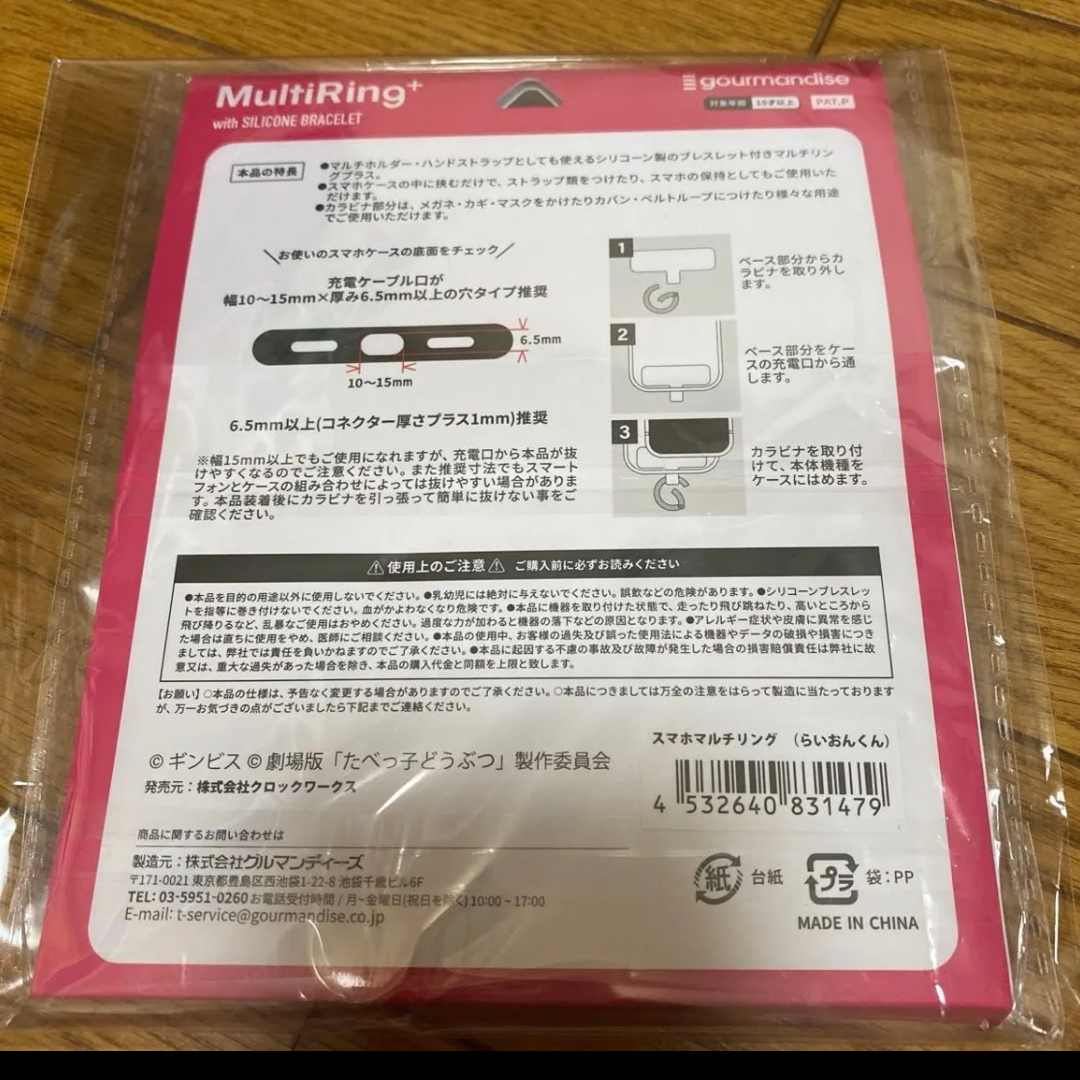 MultiRing+
with SILICONE BRACELET
gourmandise
対象年齢 15才以上 PAT.P
本品の特長
●マルチホルダー・ハンドストラップとしても使えるシリコーン製のブレスレット付きマルチリン
グプラス。
●スマホケースの中に挟むだけで、ストラップ類をつけたり、スマホの保持としてもご使用いた
だけます。
●カラビナ部分は、メガネ・カギ・マスクをかけたりカバン・ベルトループにつけたり様々な用途
でご使用いただけます。
＼お使いのスマホケースの底面をチェック／
充電ケーブル口が
幅10〜15mm×厚み6.5mm以上の穴タイプ推奨
6.5mm
10〜15mm
6.5mm以上(コネクター厚さプラス1mm)推奨
※幅15mm以上でもご使用になれますが、充電口から本品が抜
けやすくなるのでご注意ください。また推奨寸法でもスマート
フォンとケースの組み合わせによっては抜けやすい場合がありま
す。本品装着後にカラビナを引っ張って簡単に抜けない事をご
確認ください。
1
ベース部分からカ
ラビナを取り外し
ます。
2
ベース部分をケー
スの充電口から通
します。
3
カラビナを取り付
けて、本体機種を
ケースにはめます。
⚠使用上のご注意⚠ ご購入前に必ずお読みください
●本品を目的の用途以外に使用しないでください。●乳幼児には絶対に与えないでください。誤飲などの危険があります。●シリコーンブレスレッ
トを指等に巻き付けないでください。血がかよわなくなり危険です。●本品に機器を取り付けた状態で、走ったり飛び跳ねたり、高いところから
飛び降りるなど、乱暴なご使用はおやめください。過度な力が加わると機器の落下などの原因となります。●アレルギー症状や皮膚に異常を感じ
た場合は直ちに使用をやめ、医師にご相談ください。●本品の使用中、お客様の過失及び誤った使用法による機器やデータの破損や損害につき
ましては、弊社では責任を負いかねますのでご了承ください。●本品に起因する不慮の事故及び故障が発生した場合の損害賠償責任は弊社に故
意又は、重大な過失があった場合を除き、本品の購入代金と同額を上限と致します。
【お願い】○本品の仕様は、予告なく変更する場合がありますのでご了承ください。○本品につきましては万全の注意をはらって製造に当たっております
が、万一お気づきの点がございましたら下記までご連絡ください。
© ギンビス © 劇場版「たべっ子どうぶつ」製作委員会
発売元：株式会社クロックワークス
スマホマルチリング （らいおんくん）
4 532640 831479
商品に関するお問い合わせは
製造元：株式会社グルマンディーズ
〒171-0021 東京都豊島区西池袋1-22-8 池袋千歳ビル6F
TEL: 03-5951-0260 お電話受付時間 / 月~金曜日(祝日を除く) 10:00 ~ 17:00
E-mail: t-service@gourmandise.co.jp
紙 台紙
プラ 袋：PP
MADE IN CHINA